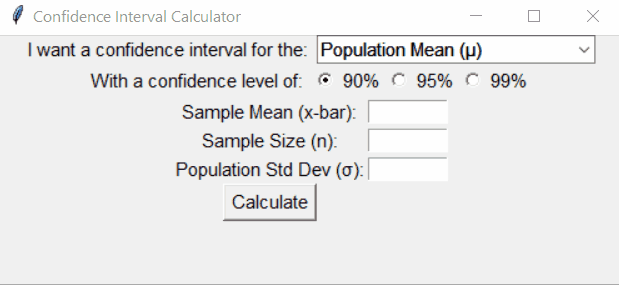 Confidence Interval Calculator
I want a confidence interval for the: Population Mean (μ)
With a confidence level of: 90% 95% 99%
Sample Mean (x-bar):
Sample Size (n):
Population Std Dev (σ):
Calculate